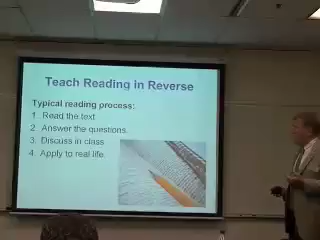 Teach Reading in Reverse
Typical reading process:
1. Read the text
2. Answer the questions.
3. Discuss in class
4. Apply to real life.